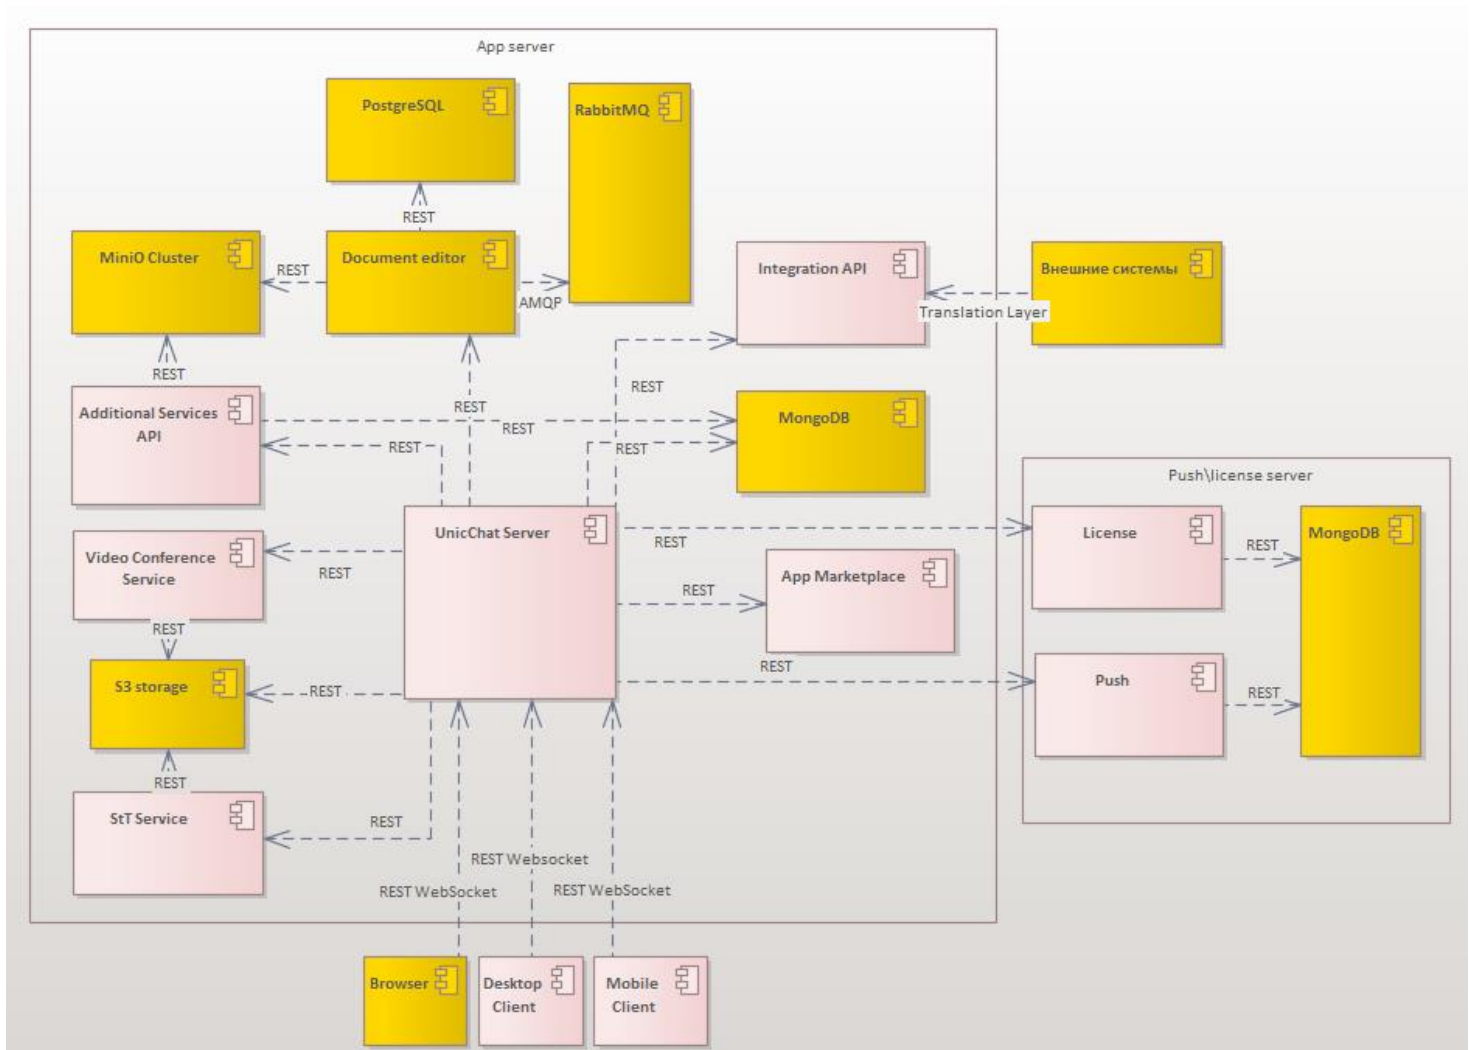 App server
PostgreSQL
RabbitMQ
REST
MiniO Cluster
Document editor
REST
AMQP
Integration API
Внешние системы
Translation Layer
REST
REST
Additional Services
API
REST
REST
REST
REST
MongoDB
Push\license server
UnicChat Server
REST
License
REST
MongoDB
Video Conference
Service
REST
App Marketplace
REST
REST
REST
S3 storage
REST
Push
REST
REST
StT Service
REST
REST Websocket
REST WebSocket
REST WebSocket
Browser
Desktop
Client
Mobile
Client